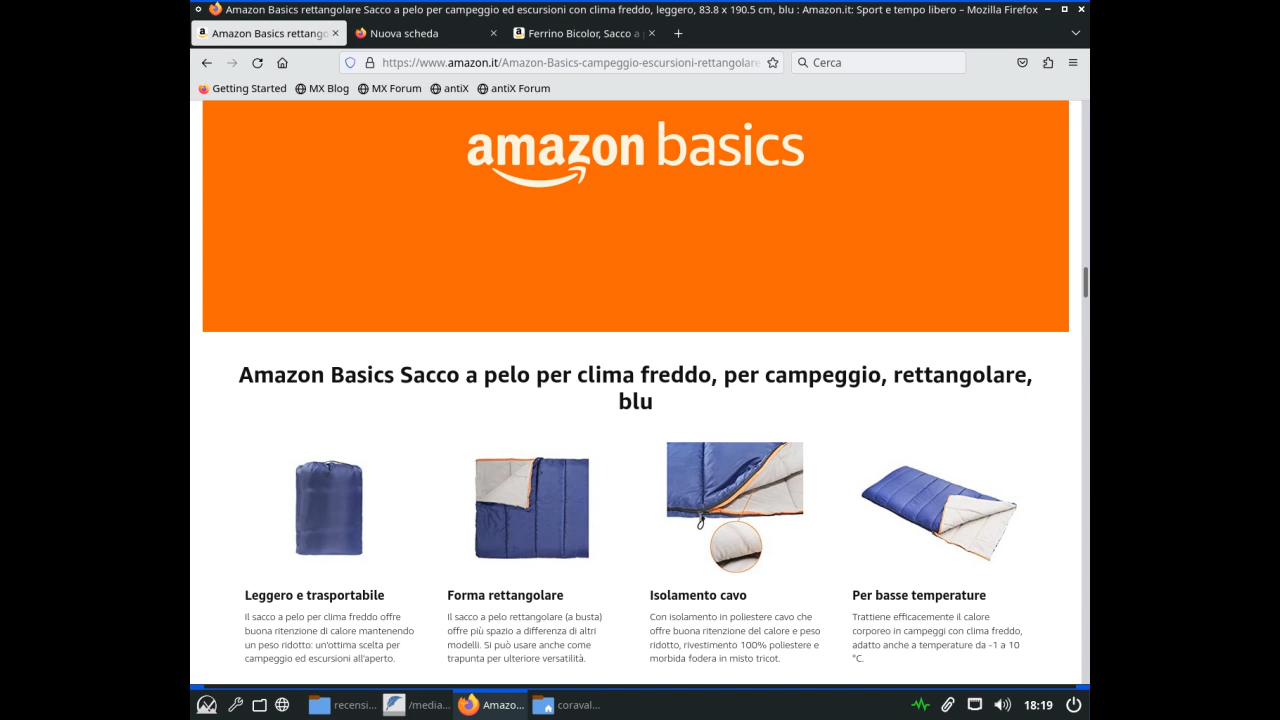 Amazon Basics rettangolare Sacco a pelo per campeggio ed escursioni con clima freddo, leggero, 83.8 x 190.5 cm, blu : Amazon.it: Sport e tempo libero – Mozilla Firefox
Amazon Basics rettango
Nuova scheda
Ferrino Bicolor, Sacco a
https://www.amazon.it/Amazon-Basics-campeggio-escursioni-rettangolare
Cerca
Getting Started
MX Blog
MX Forum
antiX
antiX Forum
amazon basics
Amazon Basics Sacco a pelo per clima freddo, per campeggio, rettangolare,
blu
Leggero e trasportabile
Il sacco a pelo per clima freddo offre
buona ritenzione di calore mantenendo
un peso ridotto: un'ottima scelta per
campeggio ed escursioni all'aperto.
Forma rettangolare
Il sacco a pelo rettangolare (a busta)
offre più spazio a differenza di altri
modelli. Si può usare anche come
trapunta per ulteriore versatilità.
Isolamento cavo
Con isolamento in poliestere cavo che
offre buona ritenzione del calore e peso
ridotto, rivestimento 100% poliestere e
morbida fodera in misto tricot.
Per basse temperature
Trattiene efficacemente il calore
corporeo in campeggi con clima freddo,
adatto anche a temperature da -1 a 10
°C.
recensi...
/media...
Amazo...
coraval...
18:19